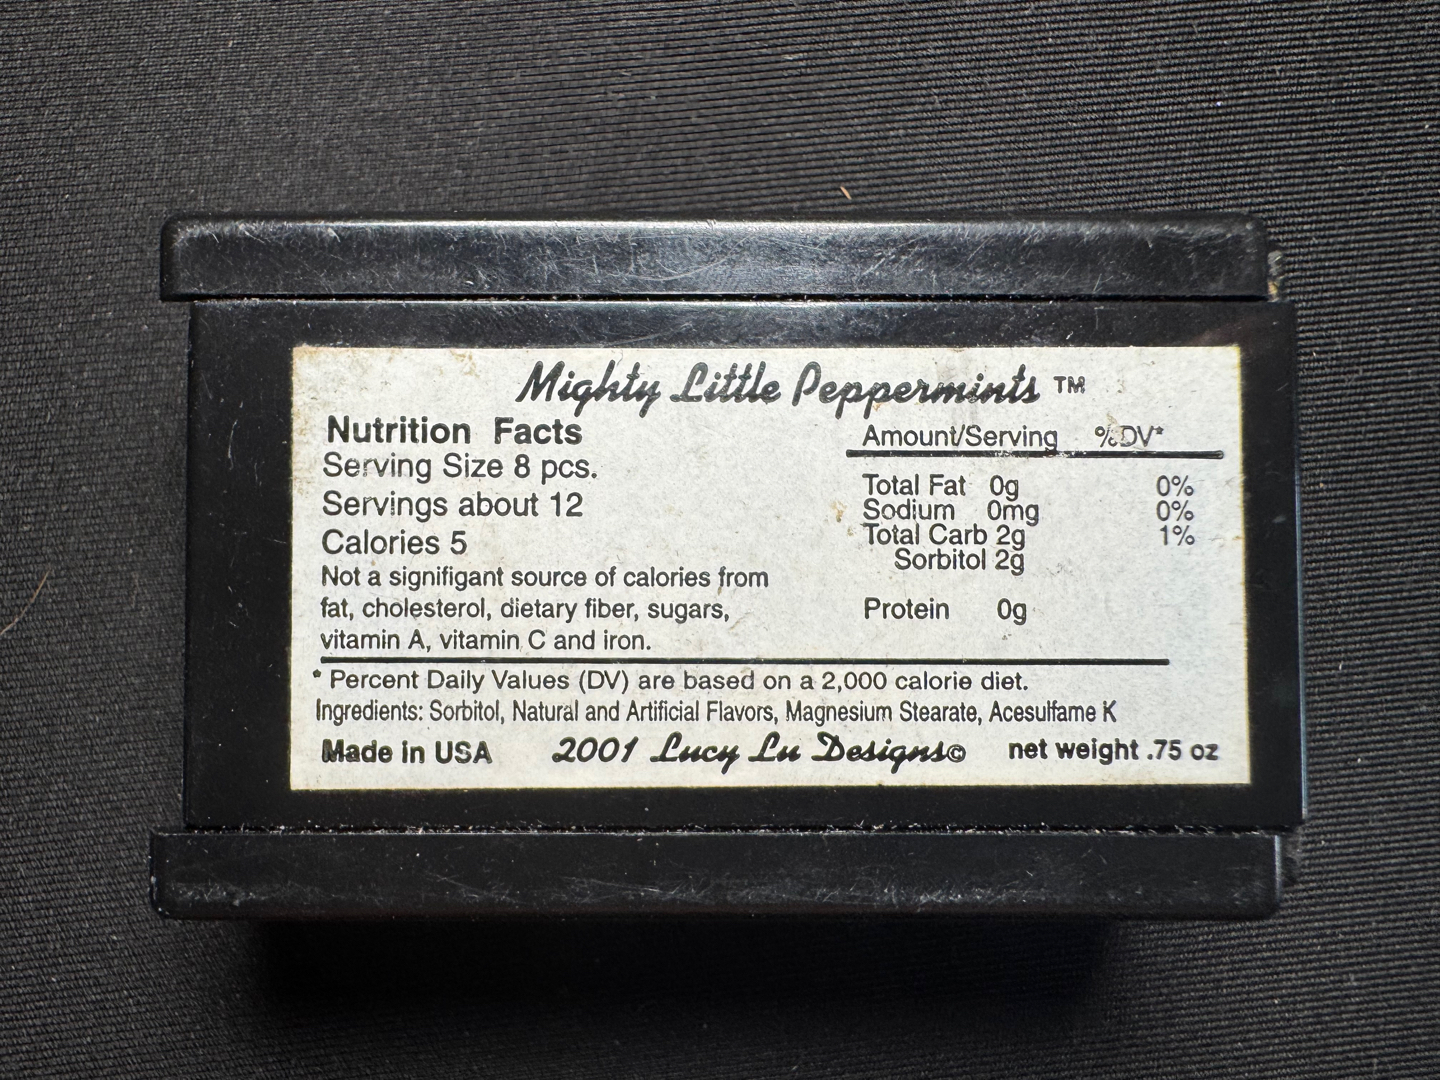 Mighty Little Peppermints ™
Nutrition Facts
Serving Size 8 pcs.
Servings about 12
Calories 5
Not a signifigant source of calories from
fat, cholesterol, dietary fiber, sugars,
vitamin A, vitamin C and iron.
Amount/Serving %DV*
Total Fat 0g 0%
Sodium 0mg 0%
Total Carb 2g 1%
Sorbitol 2g
Protein 0g
* Percent Daily Values (DV) are based on a 2,000 calorie diet.
Ingredients: Sorbitol, Natural and Artificial Flavors, Magnesium Stearate, Acesulfame K
Made in USA 2001 Lucy Lu Designs© net weight .75 oz